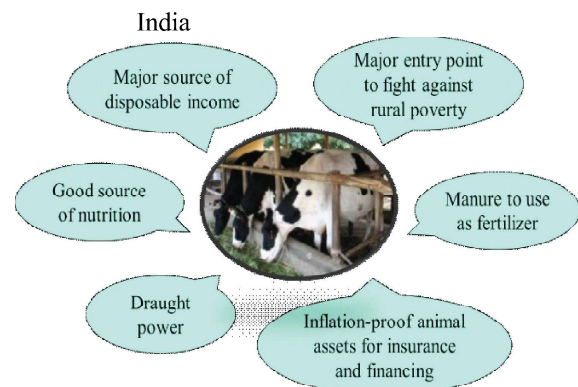 India
Major source of
disposable income
Major entry point
to fight against
rural poverty
Good source
of nutrition
Manure to use
as fertilizer
Draught
power
Inflation-proof animal
assets for insurance
and financing